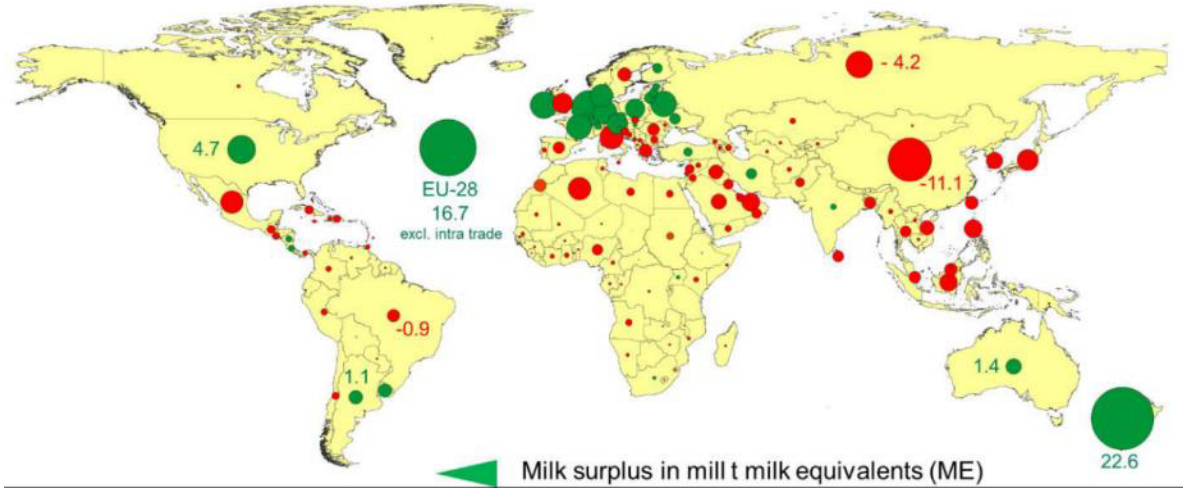 - 4.2
4.7
-11.1
EU-28
16.7
excl. intra trade
-0.9
1.1
1.4
22.6
Milk surplus in mill t milk equivalents (ME)